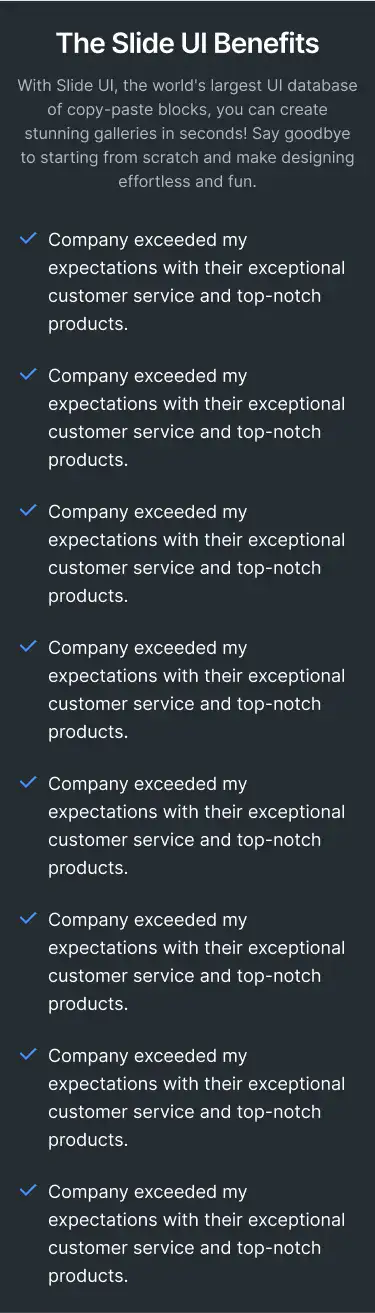 The Slide UI Benefits
With Slide UI, the world's largest UI database
of copy-paste blocks, you can create
stunning galleries in seconds! Say goodbye
to starting from scratch and make designing
effortless and fun.
Company exceeded my
expectations with their exceptional
customer service and top-notch
products.
Company exceeded my
expectations with their exceptional
customer service and top-notch
products.
Company exceeded my
expectations with their exceptional
customer service and top-notch
products.
Company exceeded my
expectations with their exceptional
customer service and top-notch
products.
Company exceeded my
expectations with their exceptional
customer service and top-notch
products.
Company exceeded my
expectations with their exceptional
customer service and top-notch
products.
Company exceeded my
expectations with their exceptional
customer service and top-notch
products.
Company exceeded my
expectations with their exceptional
customer service and top-notch
products.